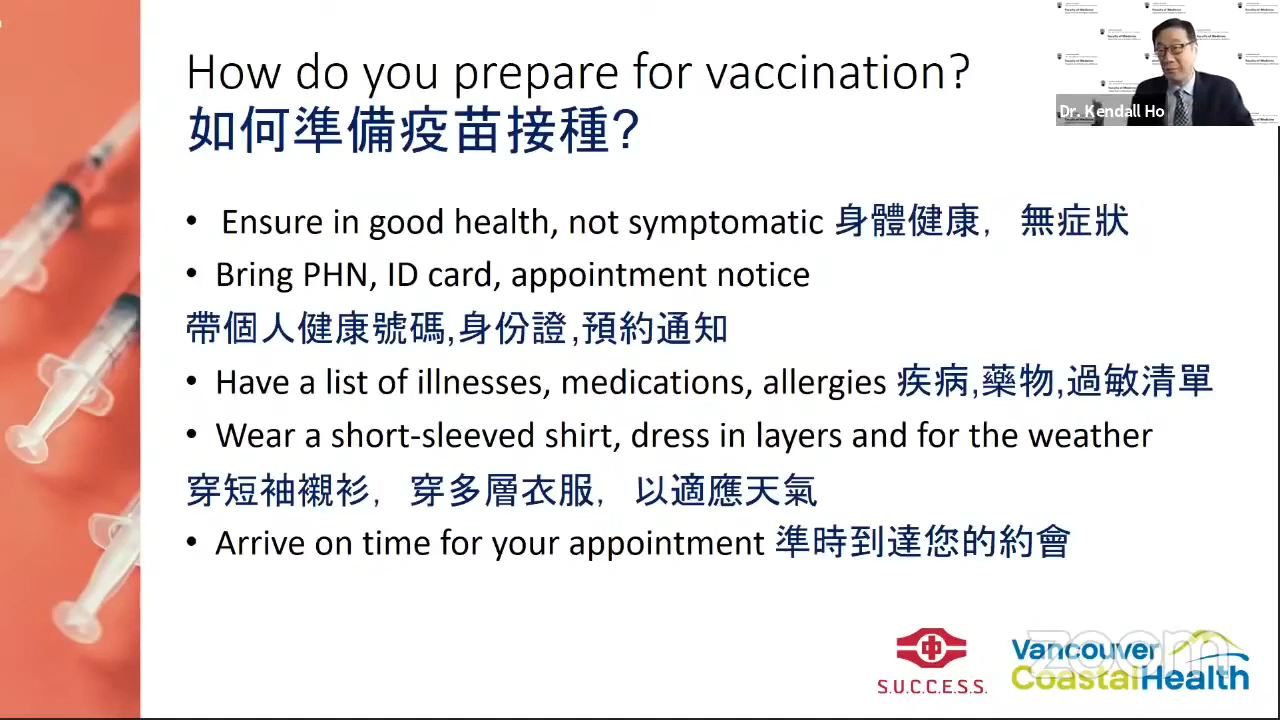 How do you prepare for vaccination?
如何準備疫苗接種?
Dr. Kendall Ho
• Ensure in good health, not symptomatic 身體健康, 無症狀
• Bring PHN, ID card, appointment notice
帶個人健康號碼,身份證,預約通知
• Have a list of illnesses, medications, allergies 疾病,藥物,過敏清單
• Wear a short-sleeved shirt, dress in layers and for the weather
穿短袖襯衫, 穿多層衣服, 以適應天氣
• Arrive on time for your appointment 準時到達您的約會
S.U.C.C.E.S.S.
Vancouver
CoastalHealth
zoom